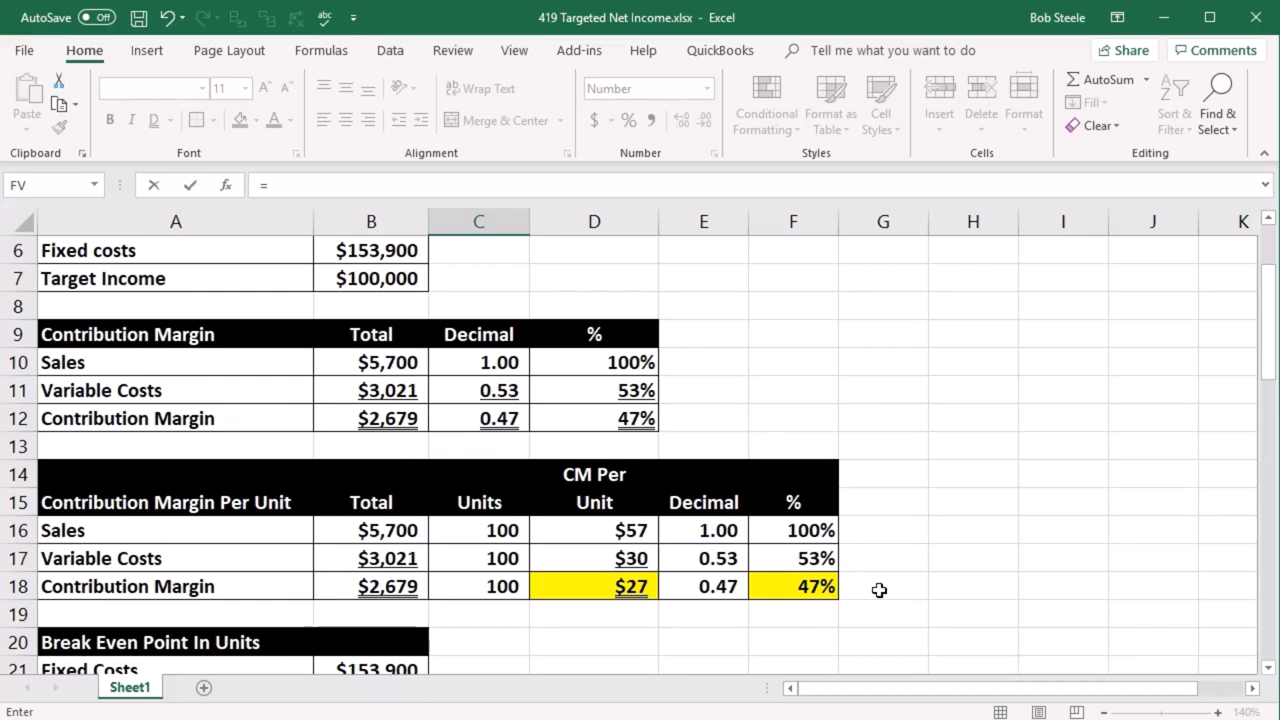 AutoSave Off 419 Targeted Net Income.xlsx - Excel Bob Steele
File Home Insert Page Layout Formulas Data Review View Add-ins Help QuickBooks Tell me what you want to do Share Comments
Paste 11 A A Wrap Text Number Conditional Formatting Format as Table Cell Styles Insert Delete Format AutoSum Sort & Filter Find & Select
B I D A Merge & Center $ % Fill
Clear
Clipboard Font Alignment Number Styles Cells Editing
FV fx =
A B C D E F G H I J K
6 Fixed costs $153,900
7 Target Income $100,000
8
9 Contribution Margin Total Decimal %
10 Sales $5,700 1.00 100%
11 Variable Costs $3,021 0.53 53%
12 Contribution Margin $2,679 0.47 47%
13
14 CM Per
15 Contribution Margin Per Unit Total Units Unit Decimal %
16 Sales $5,700 100 $57 1.00 100%
17 Variable Costs $3,021 100 $30 0.53 53%
18 Contribution Margin $2,679 100 $27 0.47 47%
19
20 Break Even Point In Units
21 Fixed Costs $153,900
Sheet1
Enter 140%